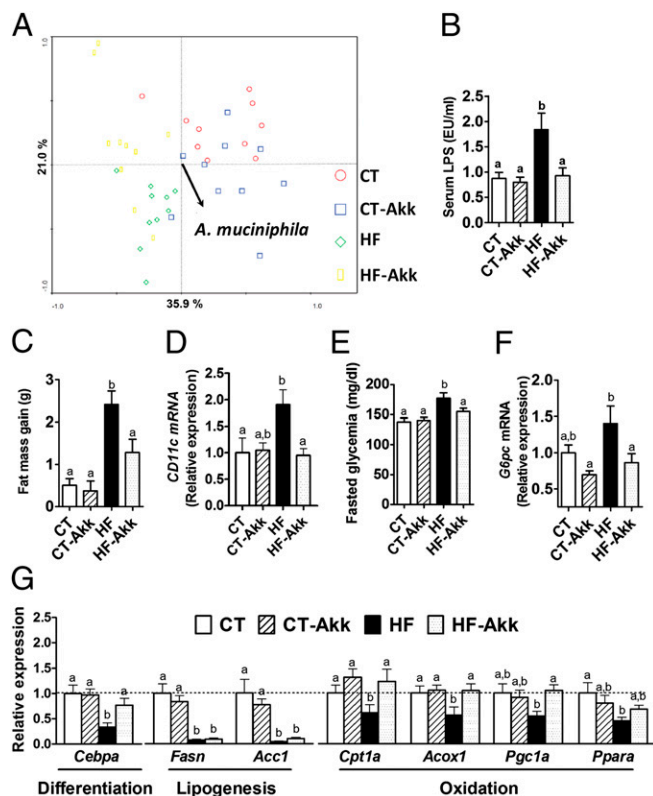 A
1.0
21.0 %
A. muciniphila
-1.0
-1.0
35.9 %
1.0
CT
CT-Akk
HF
HF-Akk
B
Serum LPS (EU/ml)
2.5
2.0
1.5
1.0
0.5
0.0
a
a
b
a
CT
CT-Akk
HF
HF-Akk
C
Fat mass gain (g)
3
2
1
0
a
a
b
a
CT
CT-Akk
HF
HF-Akk
D
CD11c mRNA
(Relative expression)
2.5
2.0
1.5
1.0
0.5
0.0
a
a,b
b
a
CT
CT-Akk
HF
HF-Akk
E
Fasted glycemia (mg/dl)
200
150
100
50
0
a
a
b
a
CT
CT-Akk
HF
HF-Akk
F
G6pc mRNA
(Relative expression)
2.0
1.5
1.0
0.5
a,b
a
b
a
CT
CT-Akk
HF
HF-Akk
G
Relative expression
2.5
2.0
1.5
1.0
0.5
0.0
CT
CT-Akk
HF
HF-Akk
a a b a
a a b b
a a b b
a a b a
a a b a
a,b a,b b a
a a,b b a,b
Cebpa
Fasn
Acc1
Cpt1a
Acox1
Pgc1a
Ppara
Differentiation
Lipogenesis
Oxidation